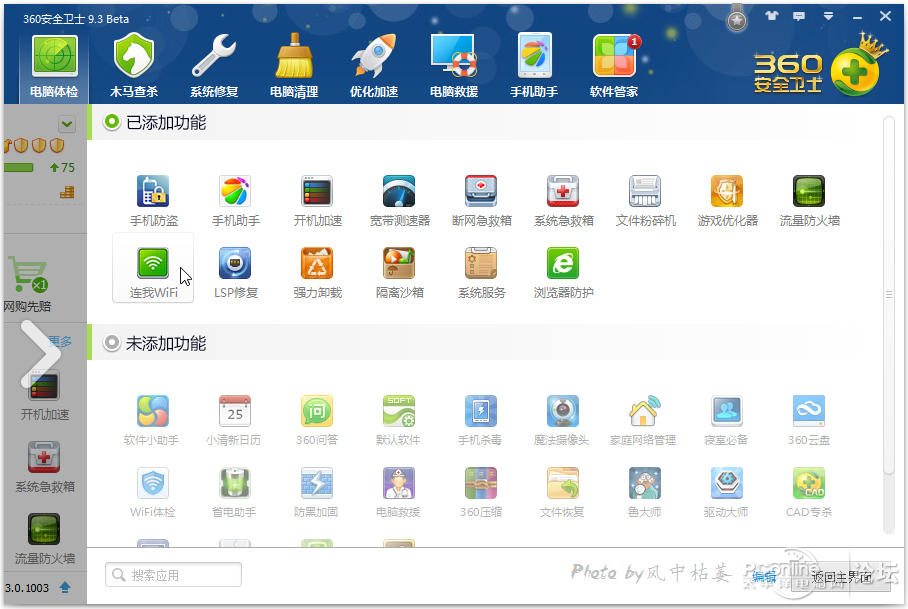 360安全卫士 9.3 Beta
电脑体检 木马查杀 系统修复 电脑清理 优化加速 电脑救援 手机助手 软件管家
1
360
安全卫士
已添加功能
75
手机防盗 手机助手 开机加速 宽带测速器 断网急救箱 系统急救箱 文件粉碎机 游戏优化器 流量防火墙
连我WiFi LSP修复 强力卸载 隔离沙箱 系统服务 浏览器防护
×1
网购先赔
更多
未添加功能
开机加速
25
问
SOFT
软件小助手 小清新日历 360问答 默认软件 手机杀毒 魔法摄像头 家庭网络管理 寝室必备 360云盘
系统急救箱
CAD
WiFi体检 省电助手 防黑加固 电脑救援 360压缩 文件恢复 鲁大师 驱动大师 CAD专杀
流量防火墙
搜索应用
Photo by风中枯萎
编辑
返回主界面
PConline
太平洋电脑网
论坛
3.0.1003